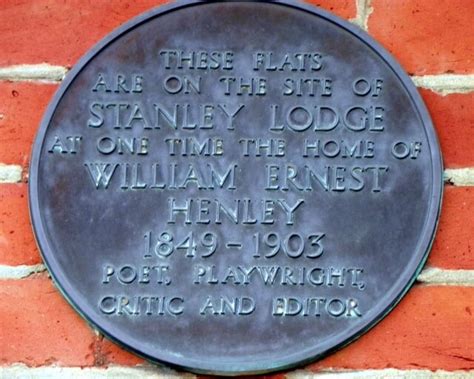 THESE FLATS
ARE ON THE SITE OF
STANLEY LODGE
AT ONE TIME THE HOME OF
WILLIAM ERNEST
HENLEY
1849 - 1903
POET, PLAYWRIGHT,
CRITIC AND EDITOR